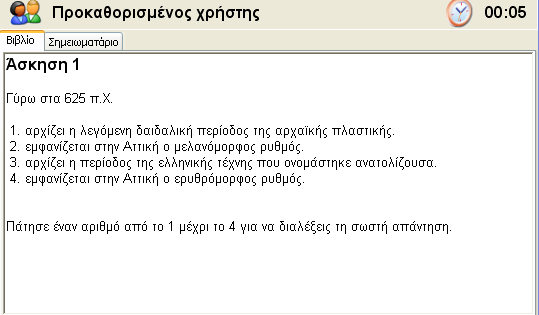 Προκαθορισμένος χρήστης 00:05
Βιβλίο Σημειωματάριο
Άσκηση 1
Γύρω στα 625 π.Χ.
1. αρχίζει η λεγόμενη δαιδαλική περίοδος της αρχαϊκής πλαστικής.
2. εμφανίζεται στην Αττική ο μελανόμορφος ρυθμός.
3. αρχίζει η περίοδος της ελληνικής τέχνης που ονομάστηκε ανατολίζουσα.
4. εμφανίζεται στην Αττική ο ερυθρόμορφος ρυθμός.
Πάτησε έναν αριθμό από το 1 μέχρι το 4 για να διαλέξεις τη σωστή απάντηση.